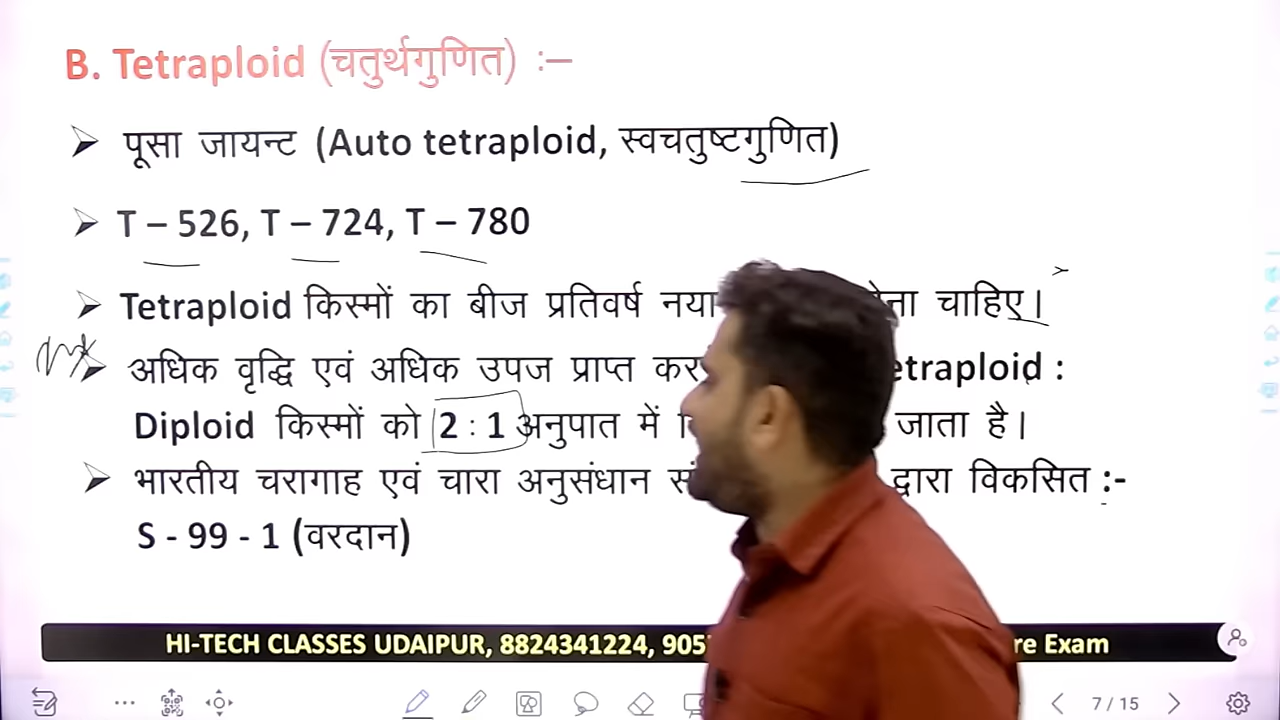 B. Tetraploid (चतुर्थगुणित) :–
पूसा जायन्ट (Auto tetraploid, स्वचतुष्टगुणित)
T – 526, T – 724, T – 780
Tetraploid किस्मों का बीज प्रतिवर्ष नया चाहिए।
अधिक वृद्धि एवं अधिक उपज प्राप्त etraploid :
Diploid किस्मों को 2 : 1 अनुपात में जाता है।
भारतीय चरागाह एवं चारा अनुसंधान द्वारा विकसित :-
S - 99 - 1 (वरदान)
HI-TECH CLASSES UDAIPUR, 8824341224, 905 re Exam
7 / 15